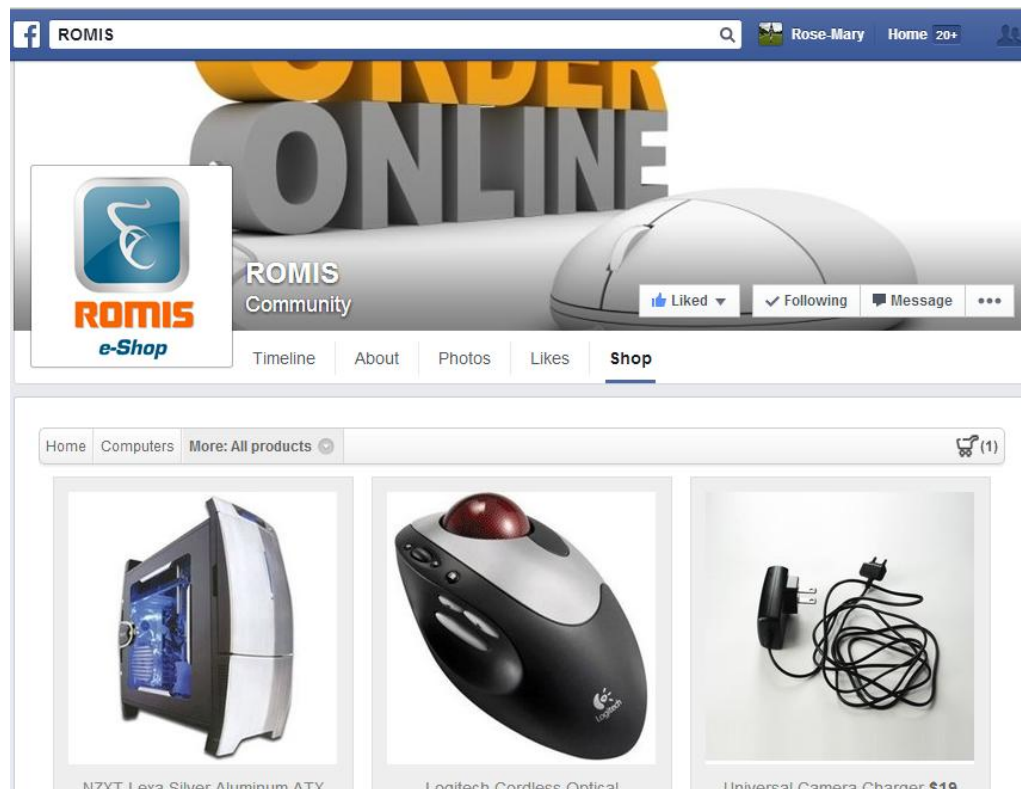 ROMIS
Rose-Mary
Home 20+
ORDER
ONLINE
ROMIS
e-Shop
ROMIS
Community
Liked
Following
Message
Timeline
About
Photos
Likes
Shop
Home
Computers
More: All products
(1)
Logitech
NZXT Lexa Silver Aluminum ATX
Logitech Cordless Optical
Universal Camera Charger $19